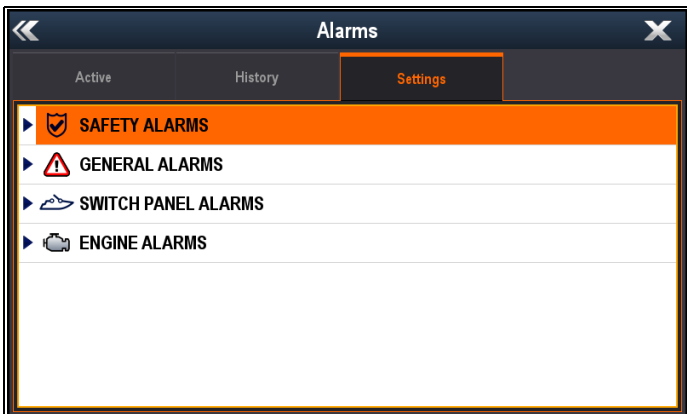 Alarms
Active History Settings
SAFETY ALARMS
GENERAL ALARMS
SWITCH PANEL ALARMS
ENGINE ALARMS